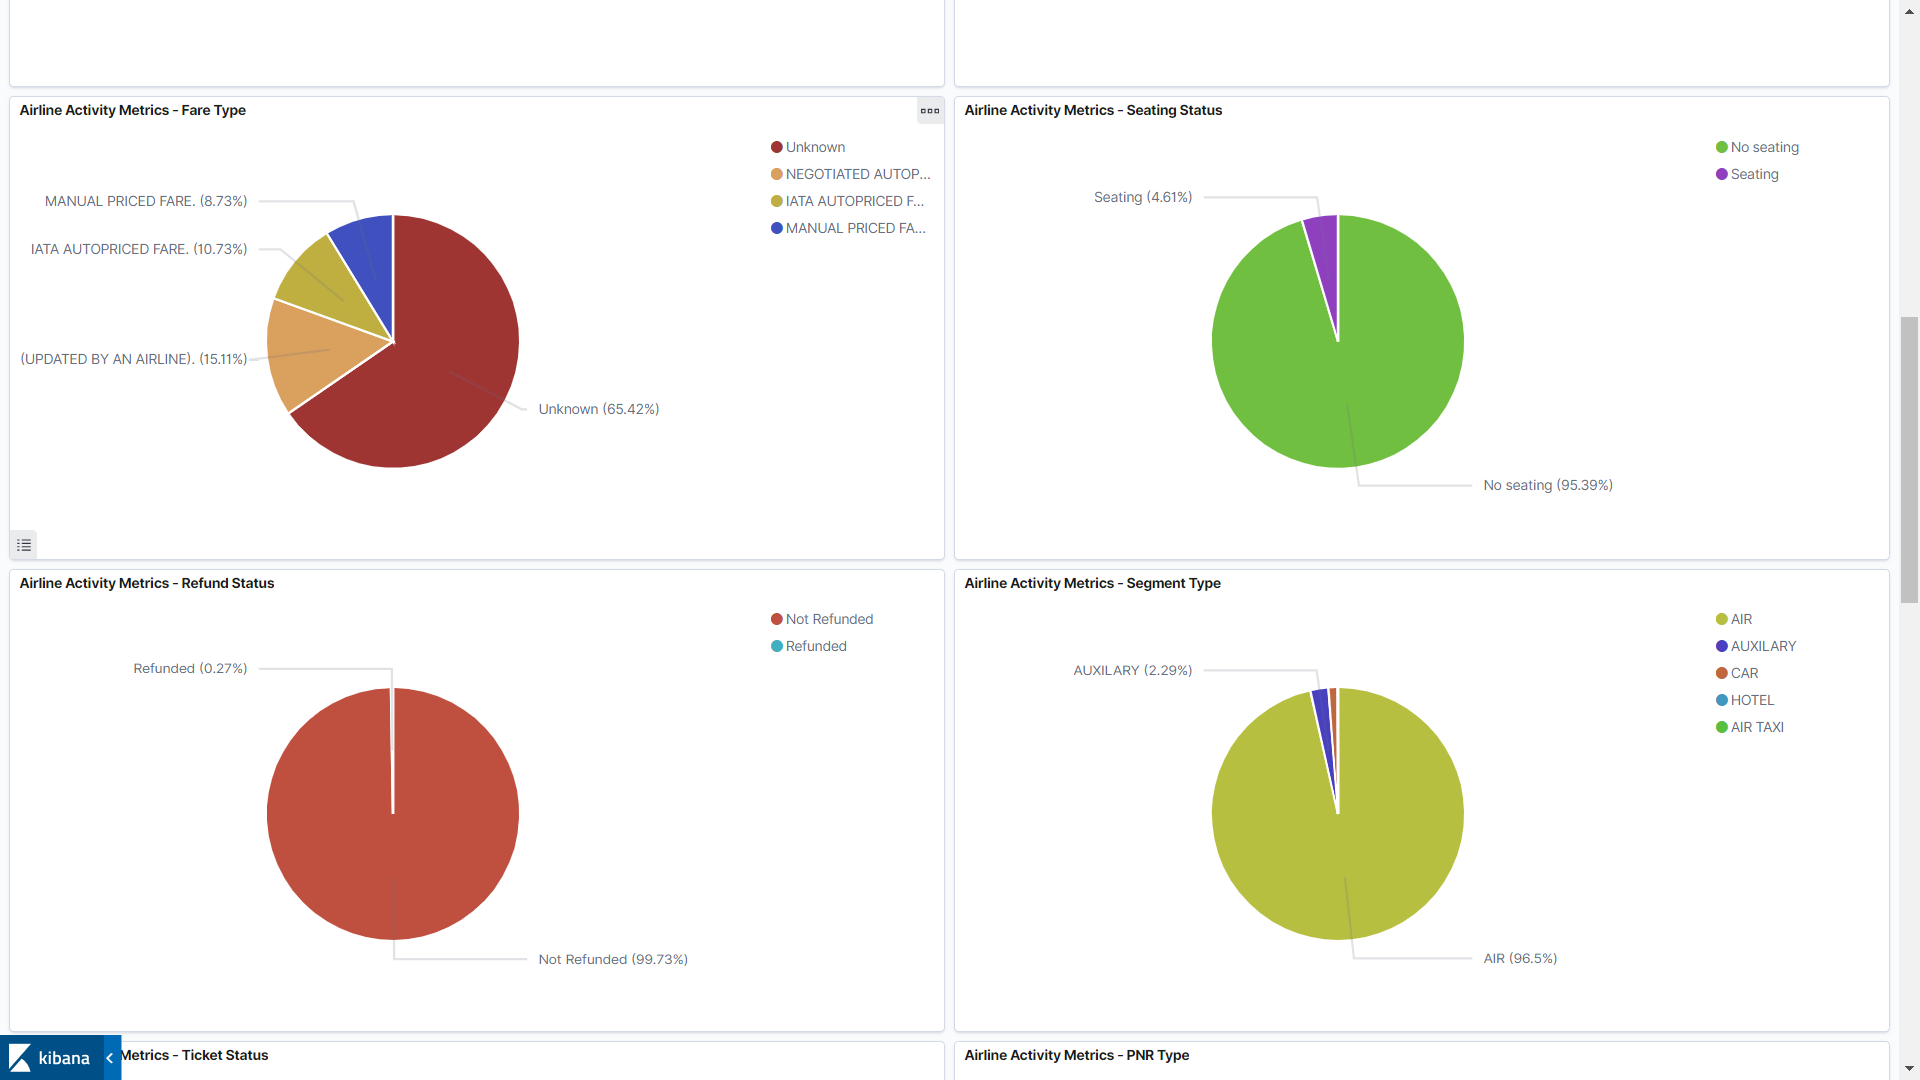 Airline Activity Metrics - Fare Type
Unknown
NEGOTIATED AUTOP...
IATA AUTOPRICED F...
MANUAL PRICED FA...
MANUAL PRICED FARE. (8.73%)
IATA AUTOPRICED FARE. (10.73%)
(UPDATED BY AN AIRLINE). (15.11%)
Unknown (65.42%)
Airline Activity Metrics - Seating Status
No seating
Seating
Seating (4.61%)
No seating (95.39%)
Airline Activity Metrics - Refund Status
Not Refunded
Refunded
Refunded (0.27%)
Not Refunded (99.73%)
Airline Activity Metrics - Segment Type
AIR
AUXILARY
CAR
HOTEL
AIR TAXI
AUXILARY (2.29%)
AIR (96.5%)
kibana
Metrics - Ticket Status
Airline Activity Metrics - PNR Type